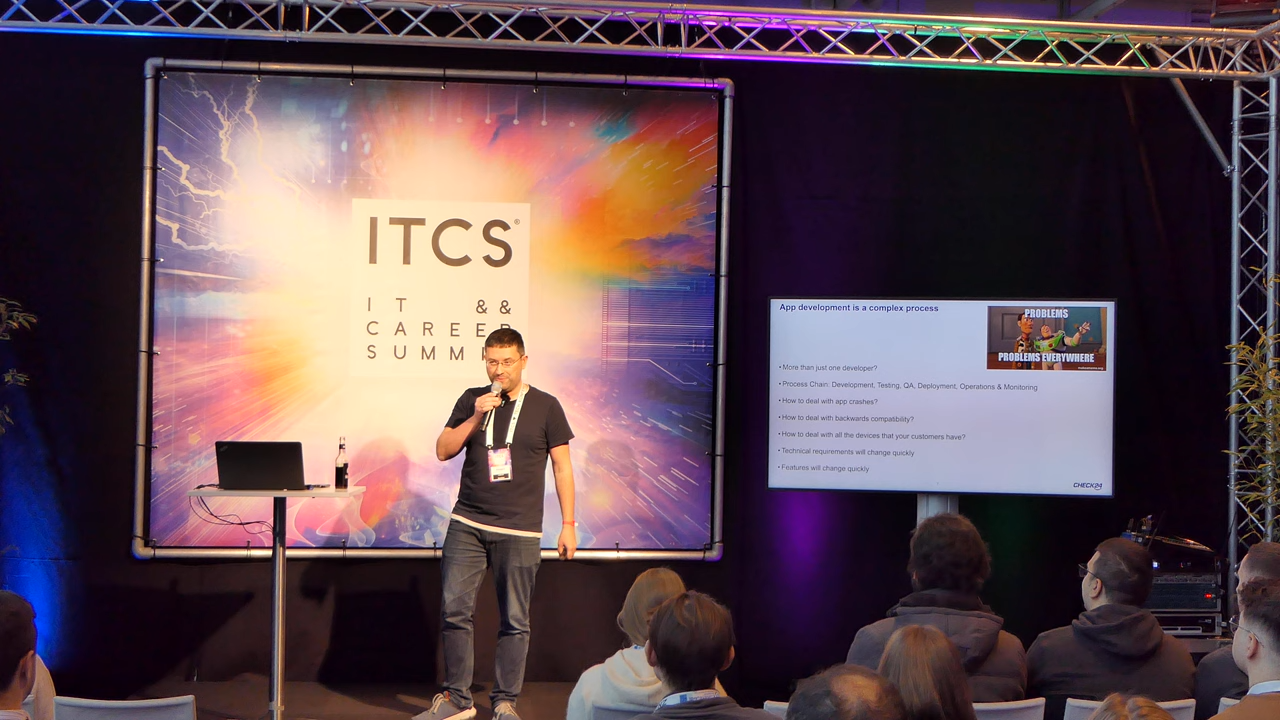 ITCS®
IT &&
CAREER
SUMM
App development is a complex process
PROBLEMS
PROBLEMS EVERYWHERE
• More than just one developer?
• Process Chain: Development, Testing, QA, Deployment, Operations & Monitoring
• How to deal with app crashes?
• How to deal with backwards compatibility?
• How to deal with all the devices that your customers have?
• Technical requirements will change quickly
• Features will change quickly
CHECK24